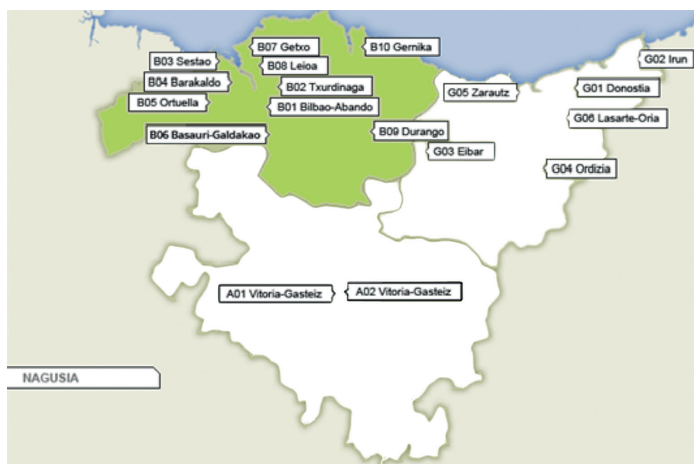 B07 Getxo
B10 Gernika
B03 Sestao
B08 Leioa
G02 Irun
B04 Barakaldo
B02 Txurdinaga
G05 Zarautz
G01 Donostia
B05 Ortuella
B01 Bilbao-Abando
G06 Lasarte-Oria
B06 Basauri-Galdakao
B09 Durango
G03 Eibar
G04 Ordizia
A01 Vitoria-Gasteiz
A02 Vitoria-Gasteiz
NAGUSIA